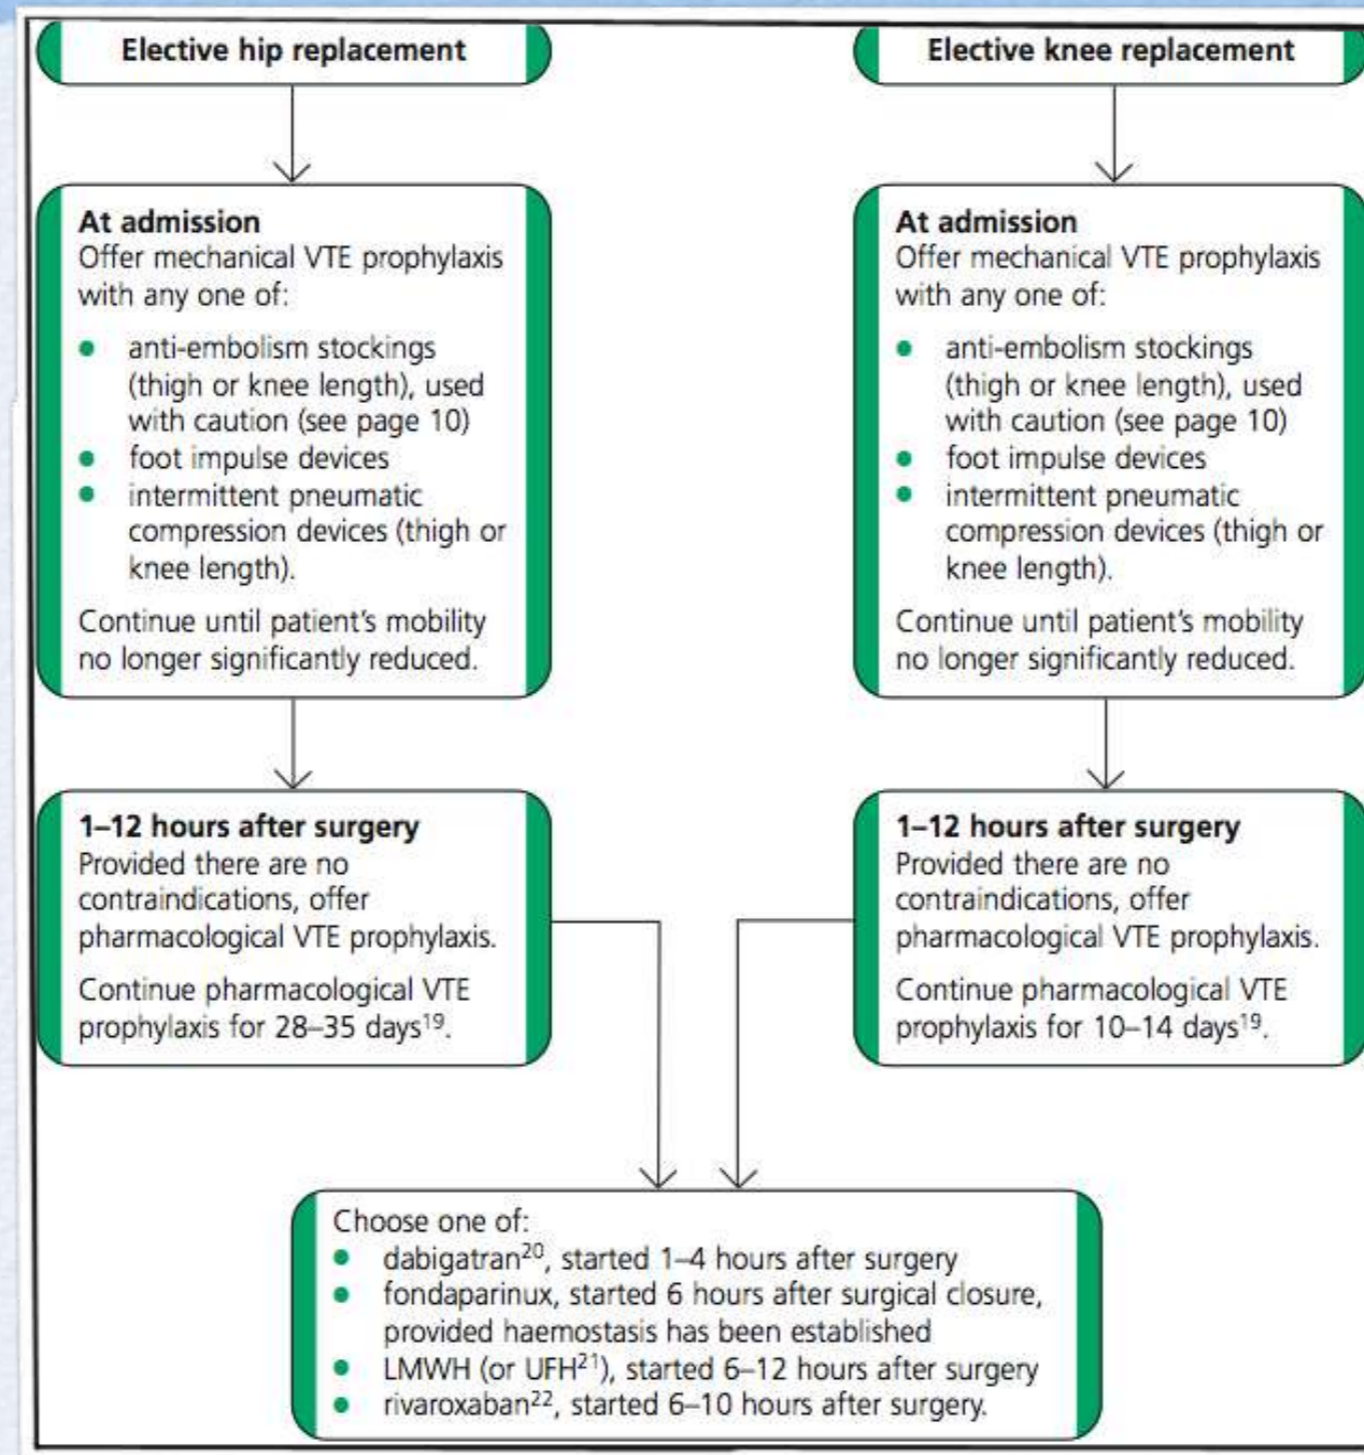 Elective hip replacement
At admission
Offer mechanical VTE prophylaxis
with any one of:
● anti-embolism stockings
(thigh or knee length), used
with caution (see page 10)
● foot impulse devices
● intermittent pneumatic
compression devices (thigh or
knee length).
Continue until patient's mobility
no longer significantly reduced.
1–12 hours after surgery
Provided there are no
contraindications, offer
pharmacological VTE prophylaxis.
Continue pharmacological VTE
prophylaxis for 28–35 days¹⁹.
Elective knee replacement
At admission
Offer mechanical VTE prophylaxis
with any one of:
● anti-embolism stockings
(thigh or knee length), used
with caution (see page 10)
● foot impulse devices
● intermittent pneumatic
compression devices (thigh or
knee length).
Continue until patient's mobility
no longer significantly reduced.
1–12 hours after surgery
Provided there are no
contraindications, offer
pharmacological VTE prophylaxis.
Continue pharmacological VTE
prophylaxis for 10–14 days¹⁹.
Choose one of:
● dabigatran²⁰, started 1–4 hours after surgery
● fondaparinux, started 6 hours after surgical closure,
provided haemostasis has been established
● LMWH (or UFH²¹), started 6–12 hours after surgery
● rivaroxaban²², started 6–10 hours after surgery.